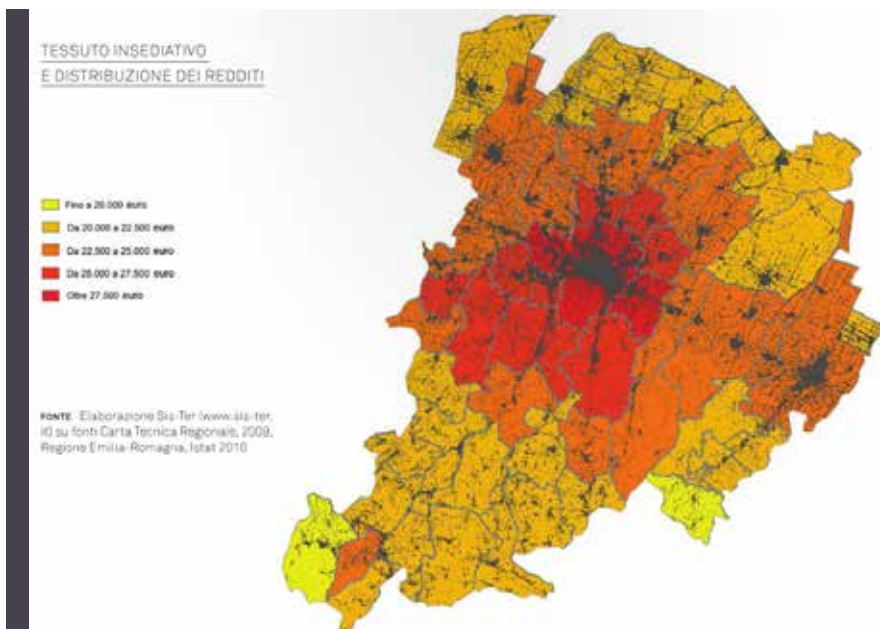 TESSUTO INSEDIATIVO
E DISTRIBUZIONE DEI REDDITI
Fino a 20.000 euro
Da 20.000 a 22.500 euro
Da 22.500 a 25.000 euro
Da 25.000 a 27.500 euro
Oltre 27.500 euro
FONTE Elaborazione Sis-Ter (www.sis-ter.
it) su fonti Carta Tecnica Regionale, 2009,
Regione Emilia-Romagna, Istat 2010